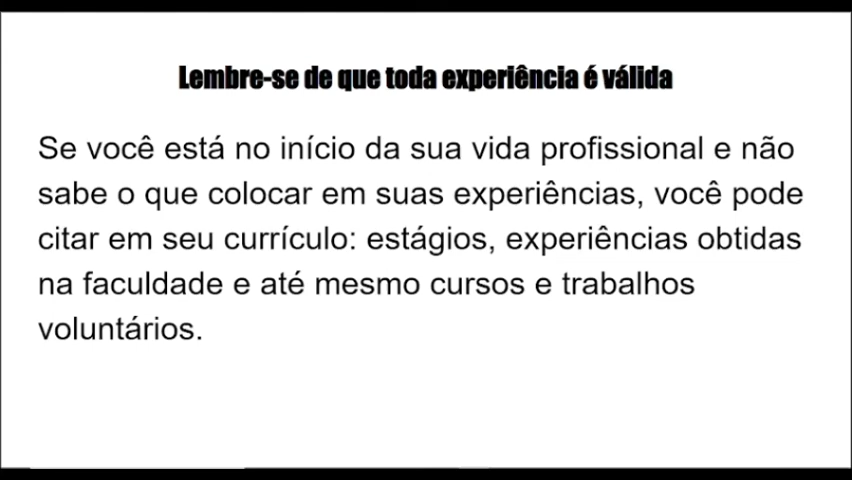 Lembre-se de que toda experiência é válida
Se você está no início da sua vida profissional e não
sabe o que colocar em suas experiências, você pode
citar em seu currículo: estágios, experiências obtidas
na faculdade e até mesmo cursos e trabalhos
voluntários.